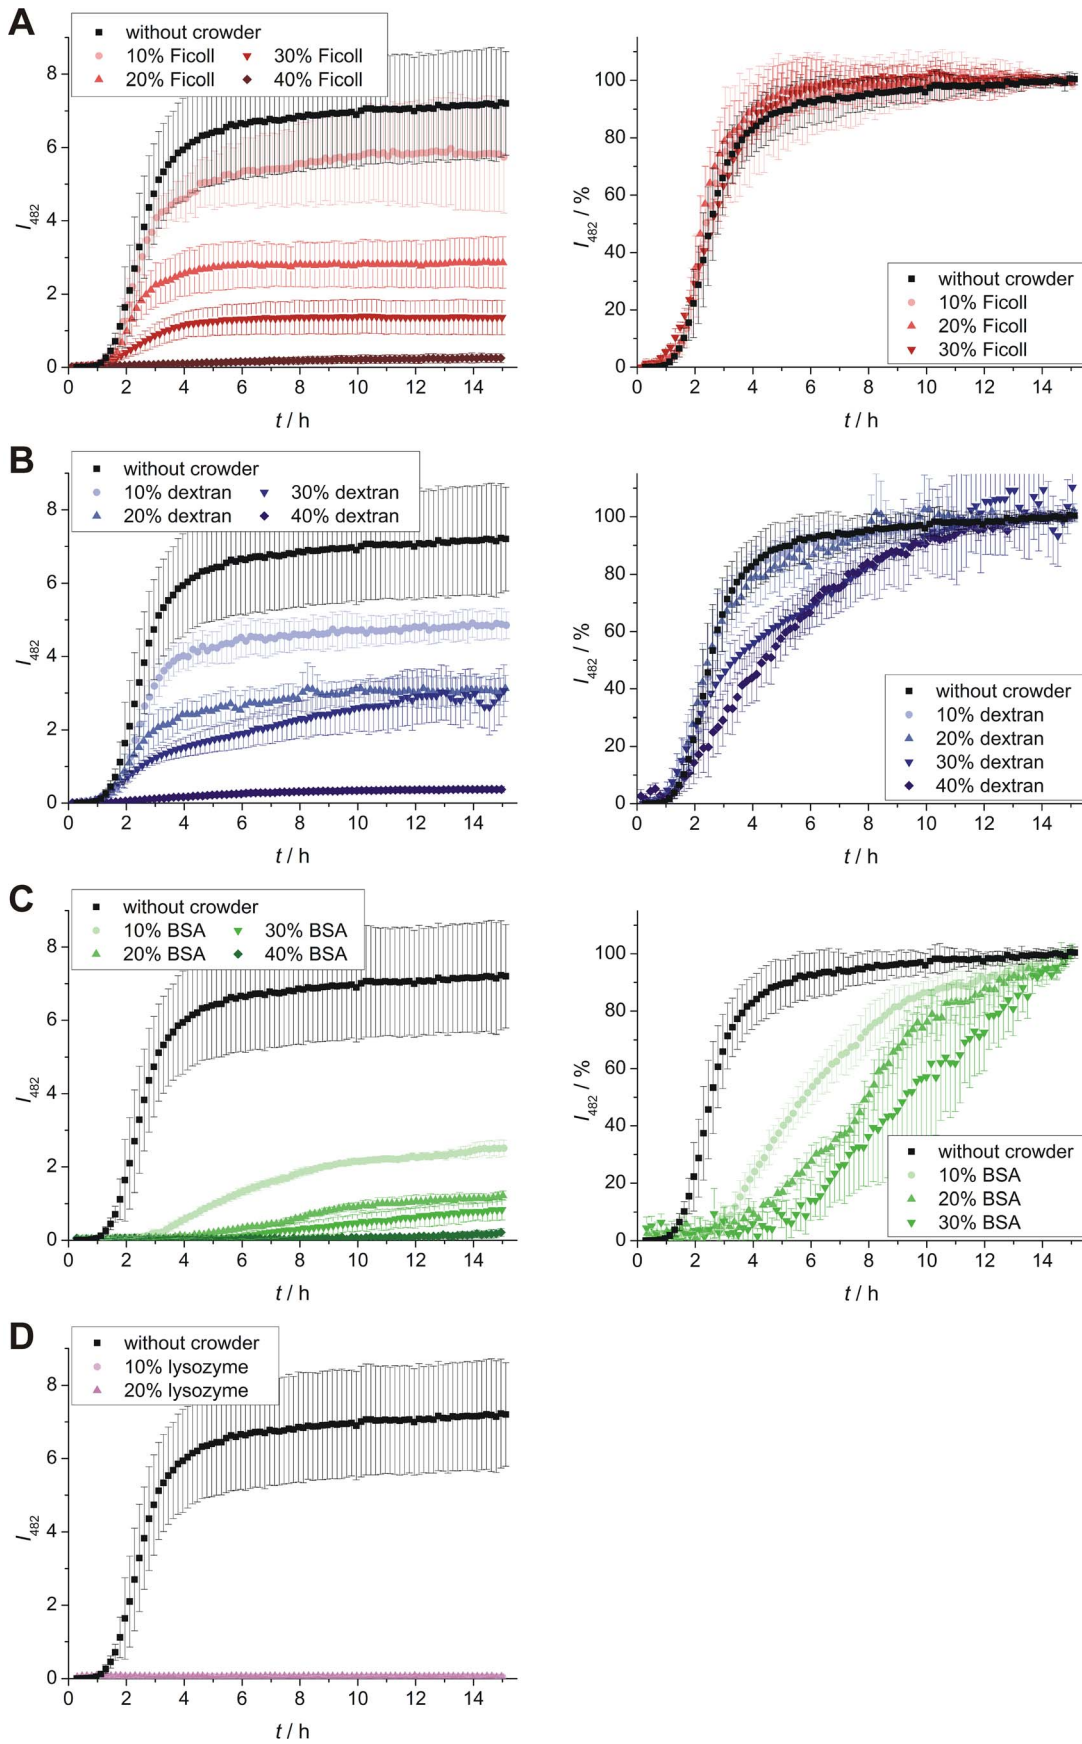 A
without crowder
10% Ficoll 30% Ficoll
20% Ficoll 40% Ficoll
8
6
4
2
0
I482
0 2 4 6 8 10 12 14
t / h
100
80
60
40
20
0
I482 / %
without crowder
10% Ficoll
20% Ficoll
30% Ficoll
0 2 4 6 8 10 12 14
t / h
B
without crowder
10% dextran 30% dextran
20% dextran 40% dextran
8
6
4
2
0
I482
0 2 4 6 8 10 12 14
t / h
100
80
60
40
20
0
I482 / %
without crowder
10% dextran
20% dextran
30% dextran
40% dextran
0 2 4 6 8 10 12 14
t / h
C
without crowder
10% BSA 30% BSA
20% BSA 40% BSA
8
6
4
2
0
I482
0 2 4 6 8 10 12 14
t / h
100
80
60
40
20
0
I482 / %
without crowder
10% BSA
20% BSA
30% BSA
0 2 4 6 8 10 12 14
t / h
D
without crowder
10% lysozyme
20% lysozyme
8
6
4
2
0
I482
0 2 4 6 8 10 12 14
t / h